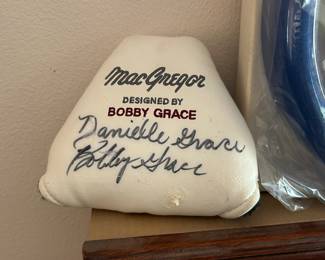 MacGregor
DESIGNED BY
BOBBY GRACE
Danielle Grace
Bobby Grace